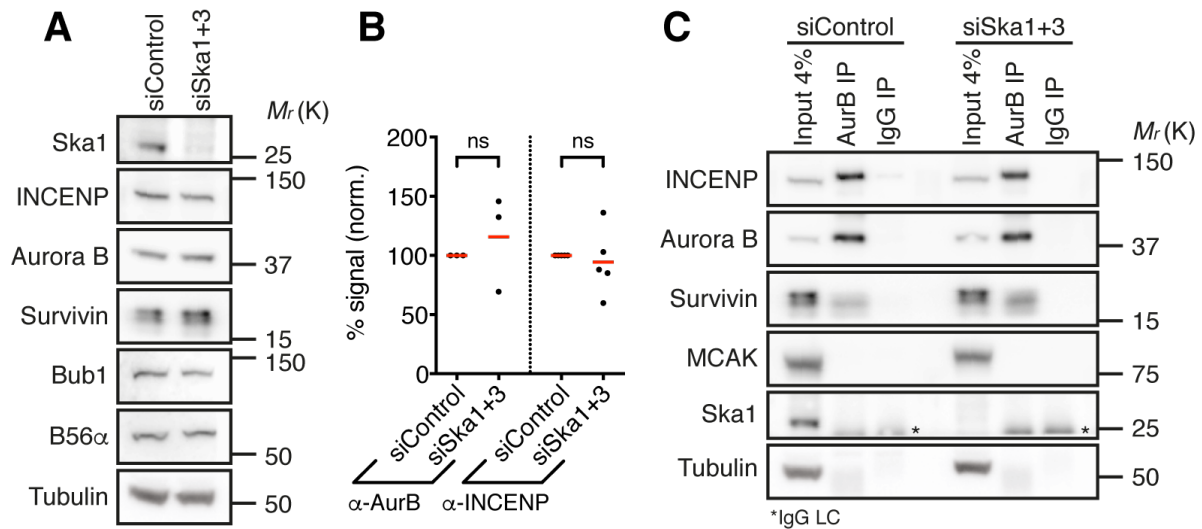 A
siControl
siSka1+3
Mr (K)
Ska1
25
INCENP
150
Aurora B
37
Survivin
15
Bub1
150
B56α
50
Tubulin
50
B
% signal (norm.)
200
150
100
50
0
ns
ns
siControl
siSka1+3
siControl
siSka1+3
α-AurB
α-INCENP
C
siControl
siSka1+3
Input 4%
AurB IP
IgG IP
Input 4%
AurB IP
IgG IP
Mr (K)
INCENP
150
Aurora B
37
Survivin
15
MCAK
75
Ska1
*
*
25
Tubulin
50
*IgG LC